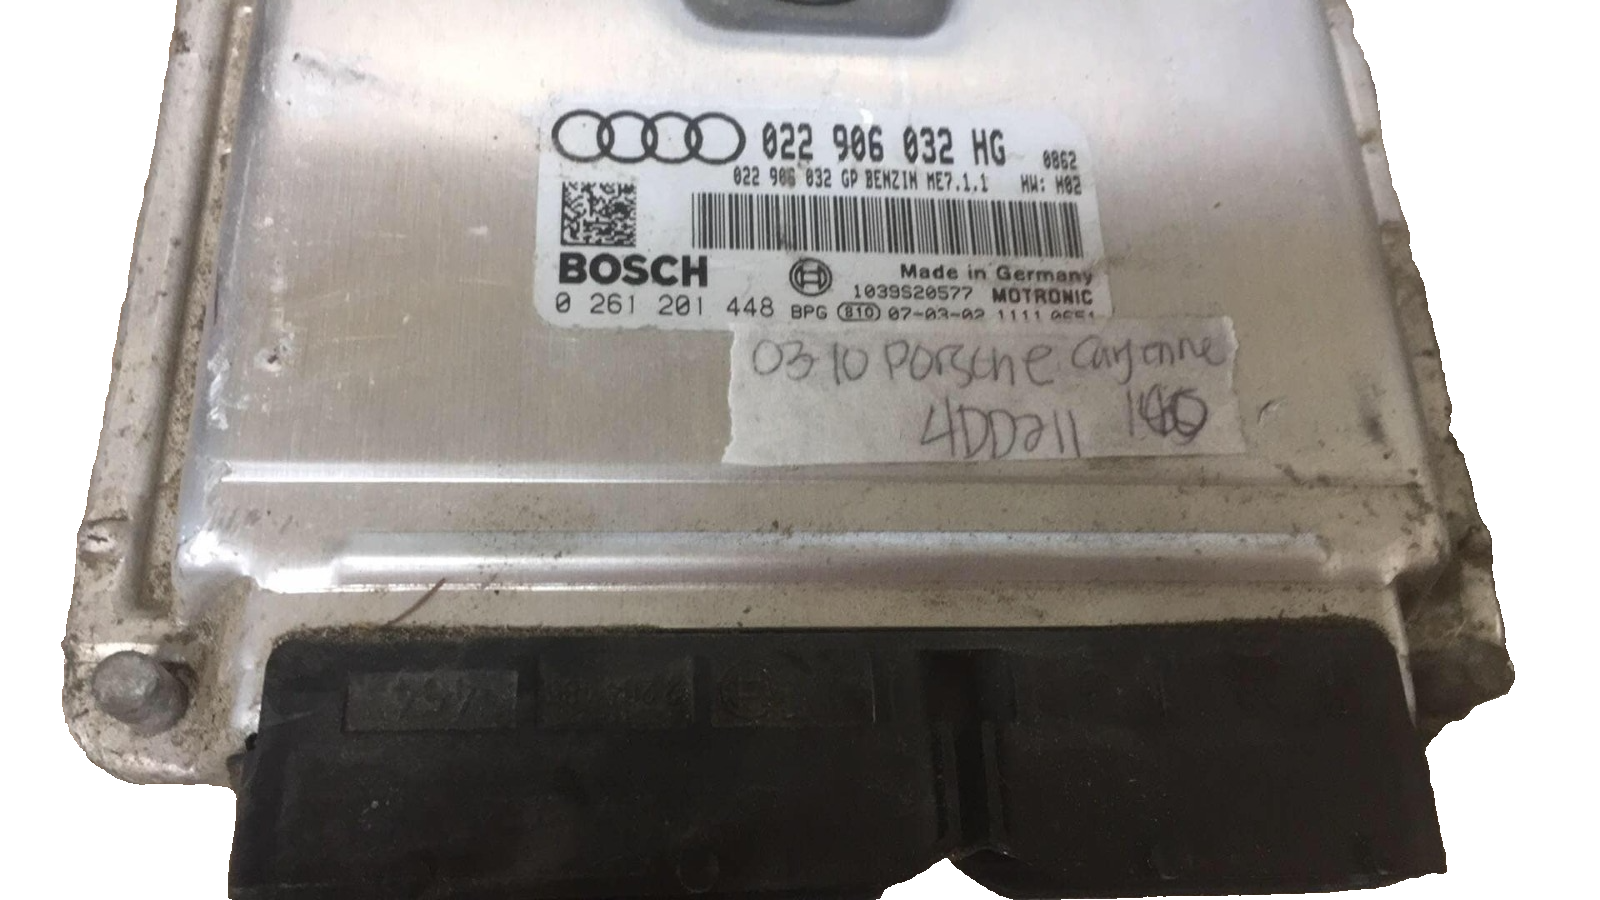 022 906 032 HG 0862
022 906 032 GP BENZIN ME7.1.1 HW: H02
BOSCH
Made in Germany
1039S20577 MOTRONIC
0 261 201 448 BPG 810 07-03-02 1111
03-10 Porsche Cayenne
4DD211